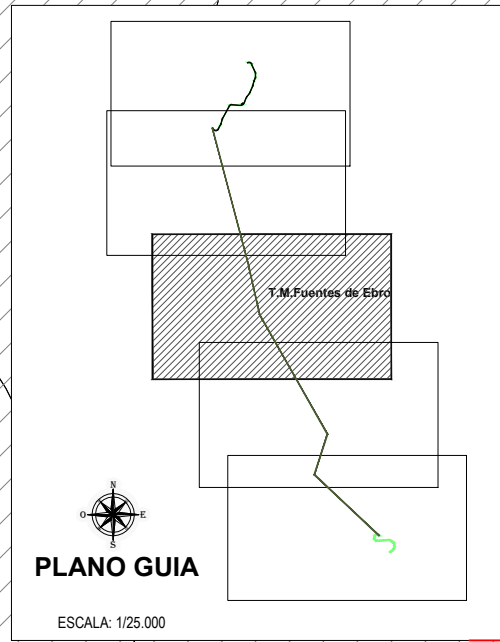 T.M.Fuentes de Ebro
N
O E
S
PLANO GUIA
ESCALA: 1/25.000